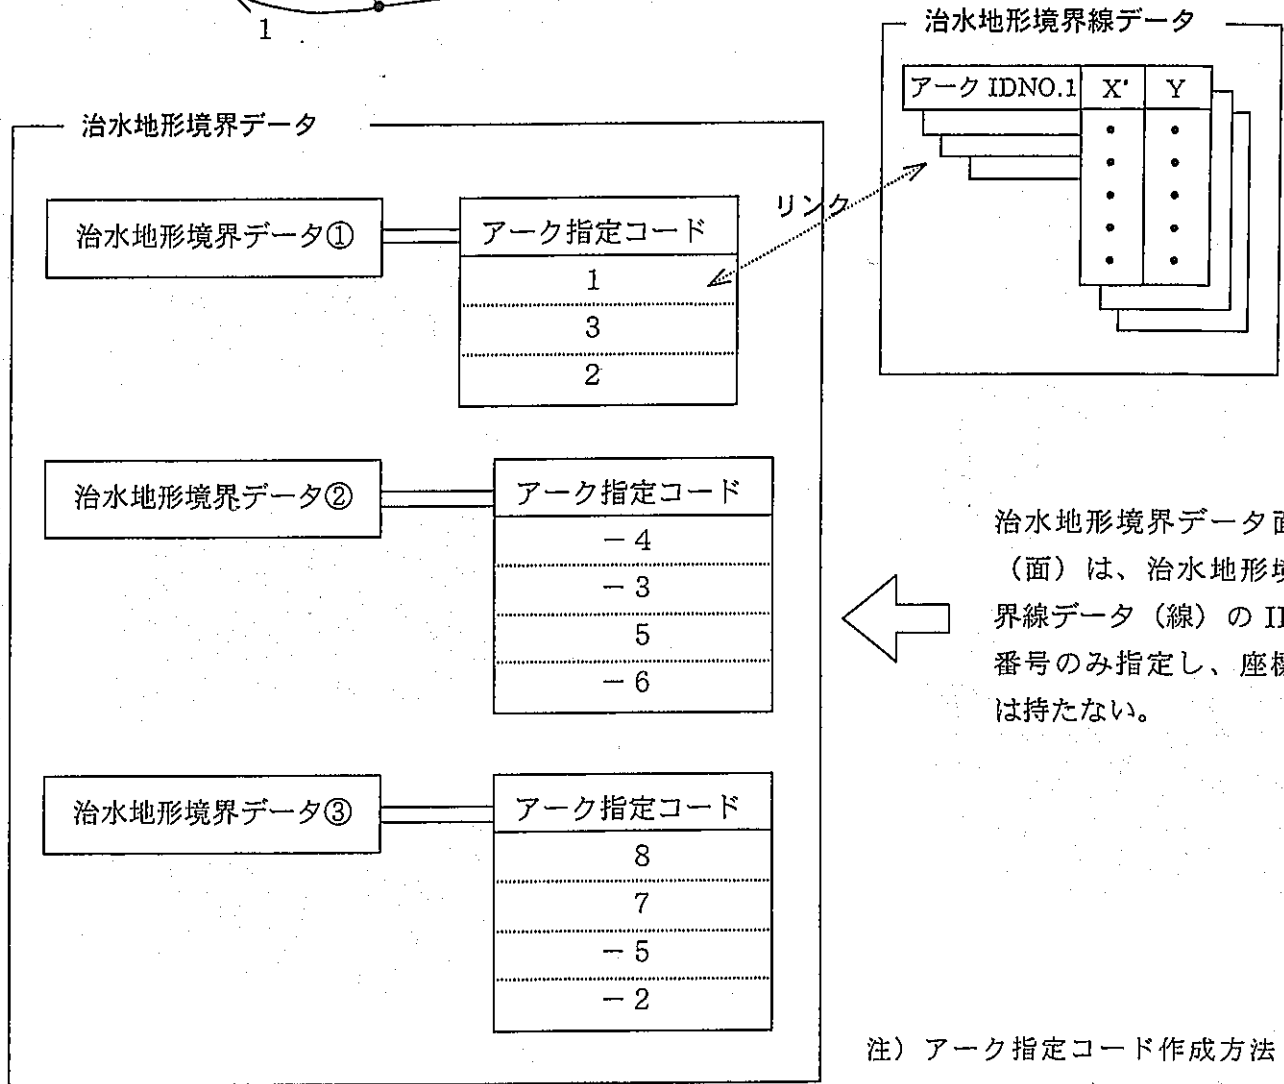 1
治水地形境界線データ
アーク IDNO.1 X' Y
治水地形境界データ
リンク
治水地形境界データ①
アーク指定コード
1
3
2
治水地形境界データ②
アーク指定コード
－4
－3
5
－6
治水地形境界データ
（面）は、治水地形境
界線データ（線）の
番号のみ指定し、座標
は持たない。
治水地形境界データ③
アーク指定コード
8
7
－5
－2
注）アーク指定コード作成方法